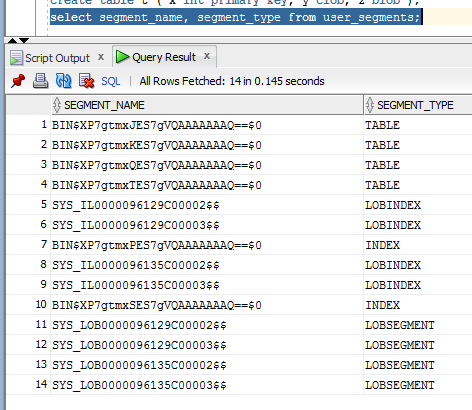 create table t ( x int primary key, y clob, z blob );
select segment_name, segment_type from user_segments;
Script Output x Query Result x
SQL | All Rows Fetched: 14 in 0.145 seconds
SEGMENT_NAME SEGMENT_TYPE
1 BIN$XP7gtmxJES7gVQAAAAAAAQ==$0 TABLE
2 BIN$XP7gtmxKES7gVQAAAAAAAQ==$0 TABLE
3 BIN$XP7gtmxQES7gVQAAAAAAAQ==$0 TABLE
4 BIN$XP7gtmxTES7gVQAAAAAAAQ==$0 TABLE
5 SYS_IL0000096129C00002$$ LOBINDEX
6 SYS_IL0000096129C00003$$ LOBINDEX
7 BIN$XP7gtmxPES7gVQAAAAAAAQ==$0 INDEX
8 SYS_IL0000096135C00002$$ LOBINDEX
9 SYS_IL0000096135C00003$$ LOBINDEX
10 BIN$XP7gtmxSES7gVQAAAAAAAQ==$0 INDEX
11 SYS_LOB0000096129C00002$$ LOBSEGMENT
12 SYS_LOB0000096129C00003$$ LOBSEGMENT
13 SYS_LOB0000096135C00002$$ LOBSEGMENT
14 SYS_LOB0000096135C00003$$ LOBSEGMENT